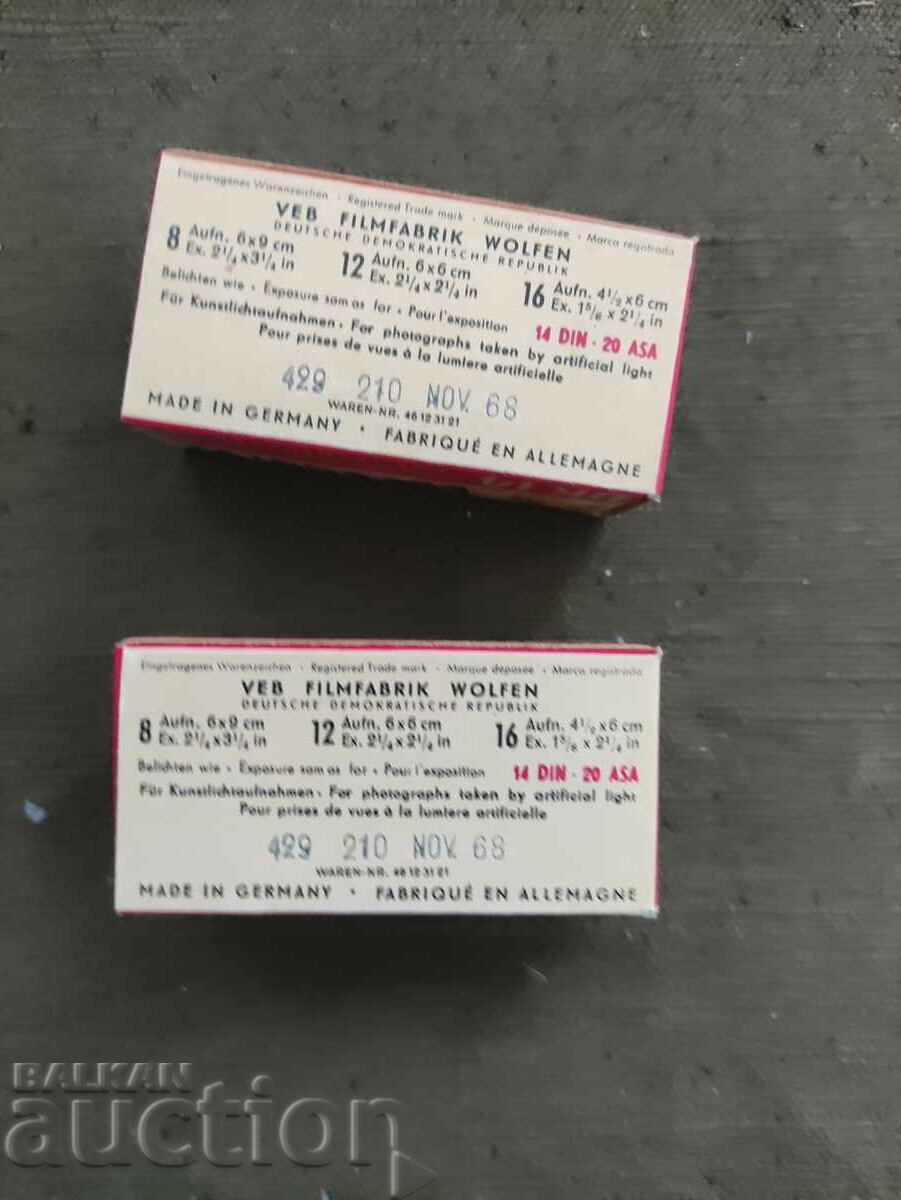 Eingetragenes Warenzeichen · Registered Trade mark · Marque déposée · Marca registrada
VEB FILMFABRIK WOLFEN
DEUTSCHE DEMOKRATISCHE REPUBLIK
8 Aufn. 6x9 cm 12 Aufn. 6x6 cm 16 Aufn. 4½x6 cm
Ex. 2¼x3¼ in Ex. 2¼x2¼ in Ex. 1⅝ x 2¼ in
Belichten wie · Exposure sam as for · Pour l'exposition 14 DIN · 20 ASA
Für Kunstlichtaufnahmen · For photographs taken by artificial light
Pour prises de vues à la lumiere artificielle
429 210 NOV. 68
WAREN-NR. 46 12 31 21
MADE IN GERMANY · FABRIQUÉ EN ALLEMAGNE
Eingetragenes Warenzeichen · Registered Trade mark · Marque déposée · Marca registrada
VEB FILMFABRIK WOLFEN
DEUTSCHE DEMOKRATISCHE REPUBLIK
8 Aufn. 6x9 cm 12 Aufn. 6x6 cm 16 Aufn. 4½x6 cm
Ex. 2¼x3¼ in Ex. 2¼x2¼ in Ex. 1⅝ x 2¼ in
Belichten wie · Exposure sam as for · Pour l'exposition 14 DIN · 20 ASA
Für Kunstlichtaufnahmen · For photographs taken by artificial light
Pour prises de vues à la lumiere artificielle
429 210 NOV. 68
WAREN-NR. 46 12 31 21
MADE IN GERMANY · FABRIQUÉ EN ALLEMAGNE
BALKAN
auction